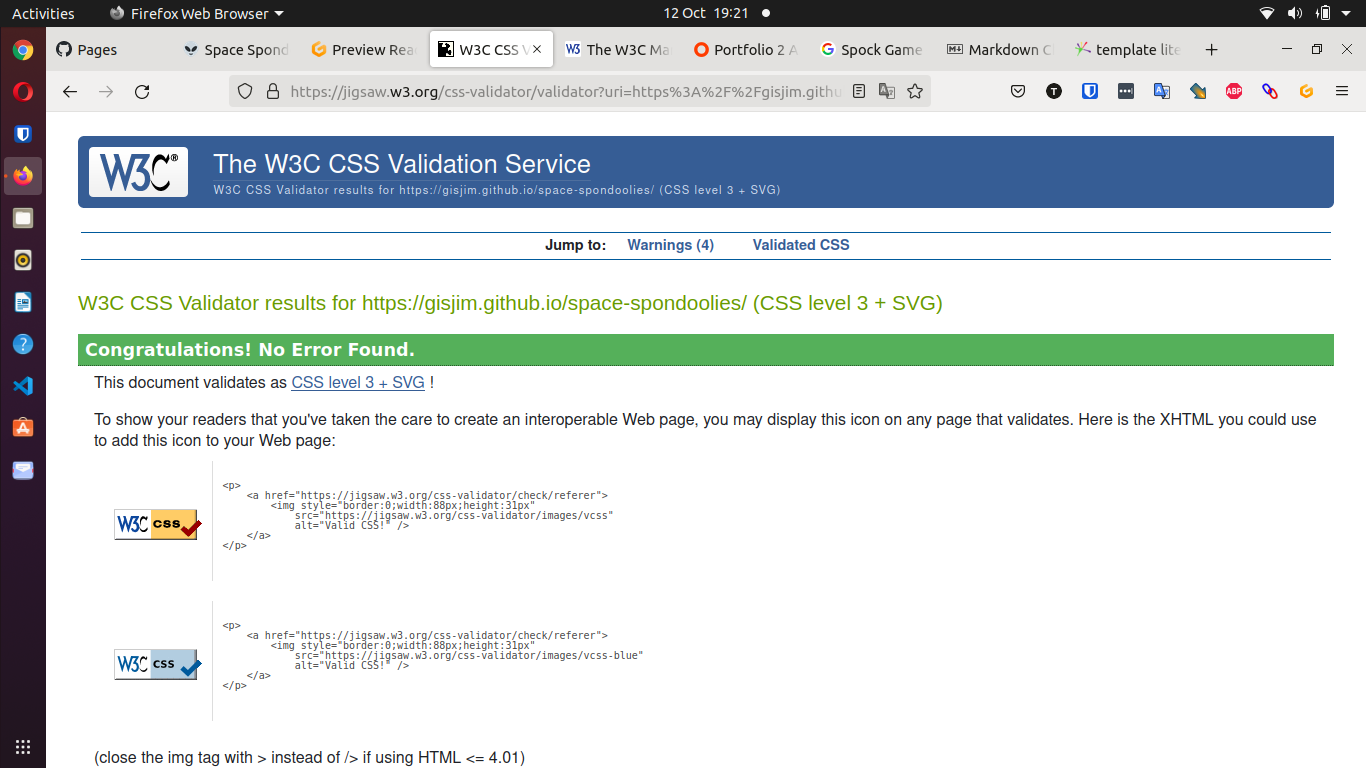 Activities
Firefox Web Browser
12 Oct 19:21
Pages
Space Spond
Preview Rea
W3C CSS V
The W3C Ma
Portfolio 2 A
Spock Game
Markdown C
template lite
https://jigsaw.w3.org/css-validator/validator?uri=https%3A%2F%2Fgisjim.githu
T
ABP
W3C®
The W3C CSS Validation Service
W3C CSS Validator results for https://gisjim.github.io/space-spondoolies/ (CSS level 3 + SVG)
Jump to: Warnings (4) Validated CSS
W3C CSS Validator results for https://gisjim.github.io/space-spondoolies/ (CSS level 3 + SVG)
Congratulations! No Error Found.
This document validates as CSS level 3 + SVG !
To show your readers that you've taken the care to create an interoperable Web page, you may display this icon on any page that validates. Here is the XHTML you could use
to add this icon to your Web page:
W3C css
<p>
<a href="https://jigsaw.w3.org/css-validator/check/referer">
<img style="border:0;width:88px;height:31px"
src="https://jigsaw.w3.org/css-validator/images/vcss"
alt="Valid CSS!" />
</a>
</p>
W3C css
<p>
<a href="https://jigsaw.w3.org/css-validator/check/referer">
<img style="border:0;width:88px;height:31px"
src="https://jigsaw.w3.org/css-validator/images/vcss-blue"
alt="Valid CSS!" />
</a>
</p>
(close the img tag with > instead of /> if using HTML <= 4.01)